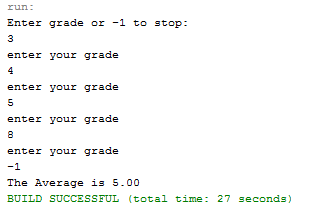 run:
Enter grade or -1 to stop:
3
enter your grade
4
enter your grade
5
enter your grade
8
enter your grade
-1
The Average is 5.00
BUILD SUCCESSFUL (total time: 27 seconds)